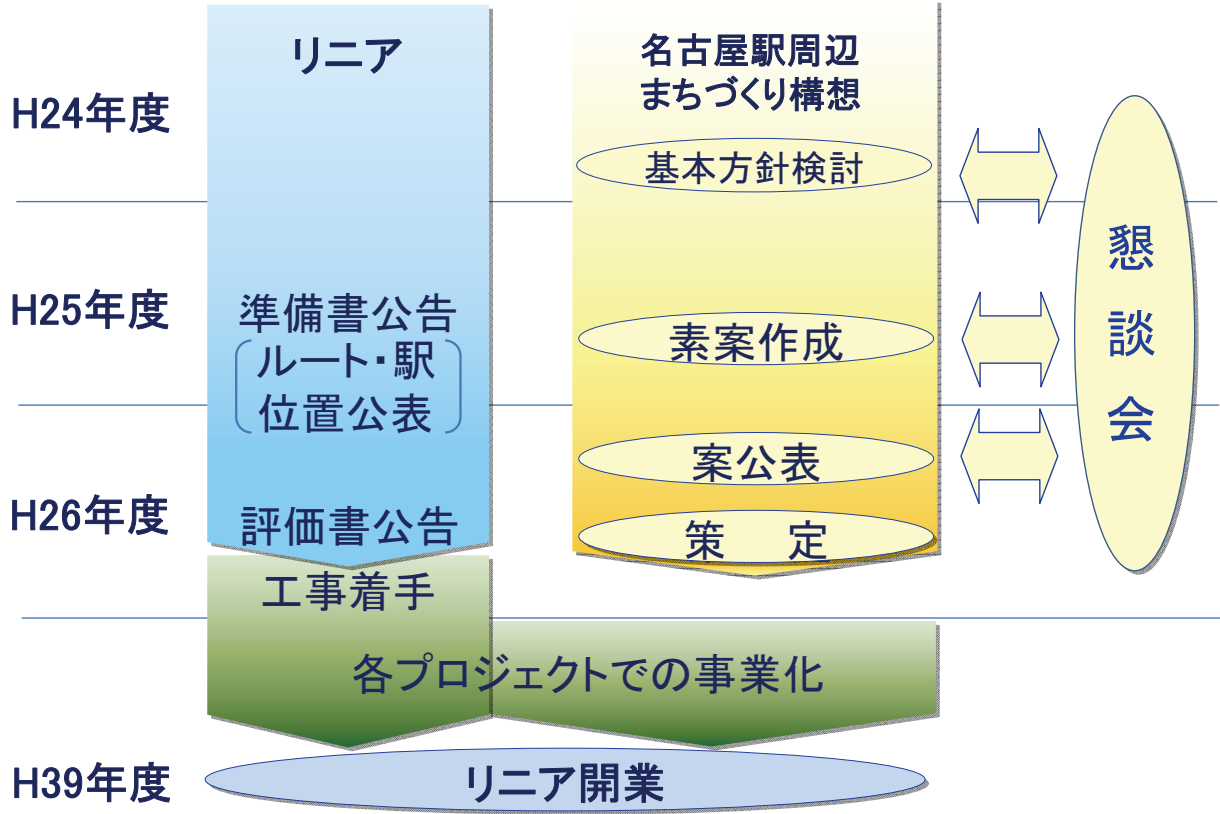 リニア
名古屋駅周辺
まちづくり構想
H24年度
基本方針検討
H25年度
準備書公告
ルート・駅
位置公表
素案作成
懇談会
案公表
H26年度
評価書公告
策 定
工事着手
各プロジェクトでの事業化
H39年度
リニア開業